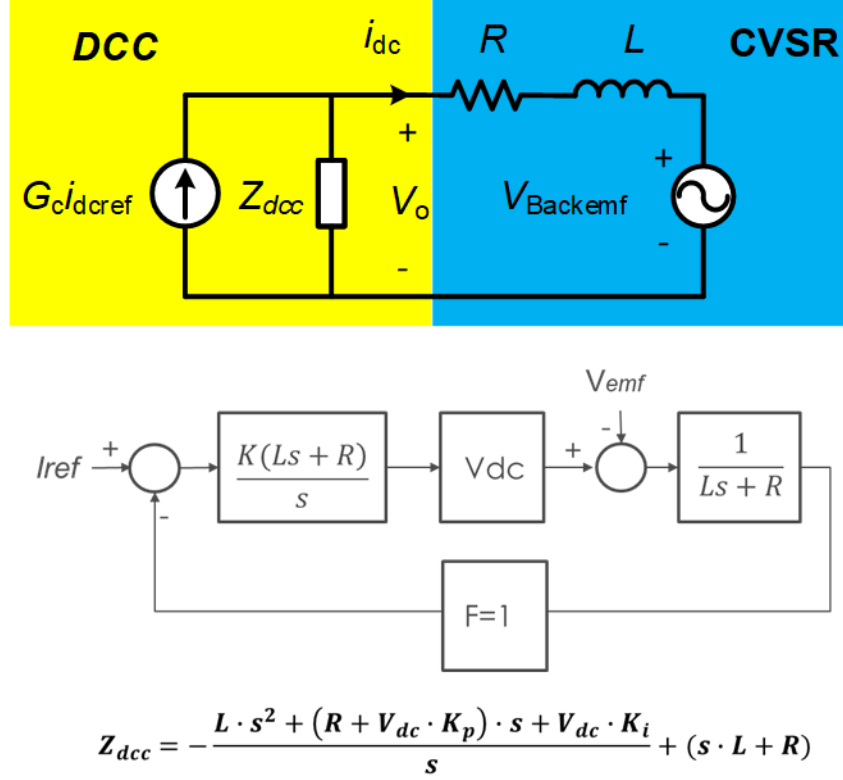 DCC i_dc R L CVSR
+ +
G_c i_dcref Z_dcc V_o V_Backemf
- -
V_emf
Iref + K(Ls + R)/s Vdc + - 1/(Ls + R)
-
F=1
Z_dcc = - (L · s² + (R + V_dc · K_p) · s + V_dc · K_i)/s + (s · L + R)